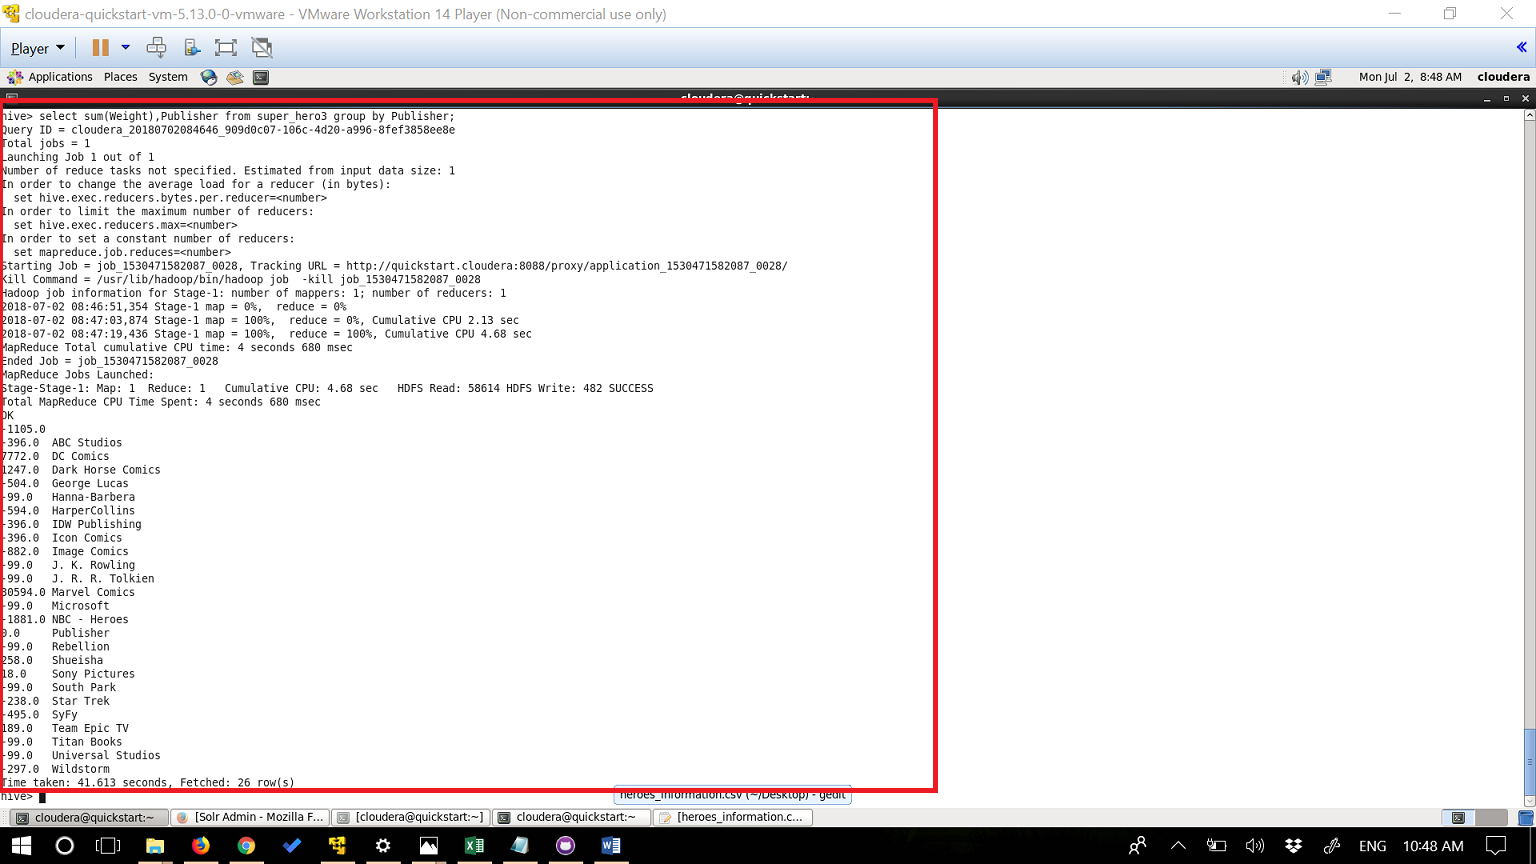 cloudera-quickstart-vm-5.13.0-0-vmware - VMware Workstation 14 Player (Non-commercial use only)
Player
Applications Places System Mon Jul 2, 8:48 AM cloudera
cloudera@quickstart:~
hive> select sum(Weight),Publisher from super_hero3 group by Publisher;
Query ID = cloudera_20180702084646_909d0c07-106c-4d20-a996-8fef3858ee8e
Total jobs = 1
Launching Job 1 out of 1
Number of reduce tasks not specified. Estimated from input data size: 1
In order to change the average load for a reducer (in bytes):
set hive.exec.reducers.bytes.per.reducer=<number>
In order to limit the maximum number of reducers:
set hive.exec.reducers.max=<number>
In order to set a constant number of reducers:
set mapreduce.job.reduces=<number>
Starting Job = job_1530471582087_0028, Tracking URL = http://quickstart.cloudera:8088/proxy/application_1530471582087_0028/
Kill Command = /usr/lib/hadoop/bin/hadoop job -kill job_1530471582087_0028
Hadoop job information for Stage-1: number of mappers: 1; number of reducers: 1
2018-07-02 08:46:51,354 Stage-1 map = 0%, reduce = 0%
2018-07-02 08:47:03,874 Stage-1 map = 100%, reduce = 0%, Cumulative CPU 2.13 sec
2018-07-02 08:47:19,436 Stage-1 map = 100%, reduce = 100%, Cumulative CPU 4.68 sec
MapReduce Total cumulative CPU time: 4 seconds 680 msec
Ended Job = job_1530471582087_0028
MapReduce Jobs Launched:
Stage-Stage-1: Map: 1 Reduce: 1 Cumulative CPU: 4.68 sec HDFS Read: 58614 HDFS Write: 482 SUCCESS
Total MapReduce CPU Time Spent: 4 seconds 680 msec
OK
-1105.0
-396.0 ABC Studios
7772.0 DC Comics
1247.0 Dark Horse Comics
-504.0 George Lucas
-99.0 Hanna-Barbera
-594.0 HarperCollins
-396.0 IDW Publishing
-396.0 Icon Comics
-882.0 Image Comics
-99.0 J. K. Rowling
-99.0 J. R. R. Tolkien
30594.0 Marvel Comics
-99.0 Microsoft
-1881.0 NBC - Heroes
0.0 Publisher
-99.0 Rebellion
258.0 Shueisha
18.0 Sony Pictures
-99.0 South Park
-238.0 Star Trek
-495.0 SyFy
189.0 Team Epic TV
-99.0 Titan Books
-99.0 Universal Studios
-297.0 Wildstorm
Time taken: 41.613 seconds, Fetched: 26 row(s)
hive>
heroes_information.csv (~/Desktop) - gedit
cloudera@quickstart:~ [Solr Admin - Mozilla F... [cloudera@quickstart:~] cloudera@quickstart:~ [heroes_information.c...
ENG 10:48 AM